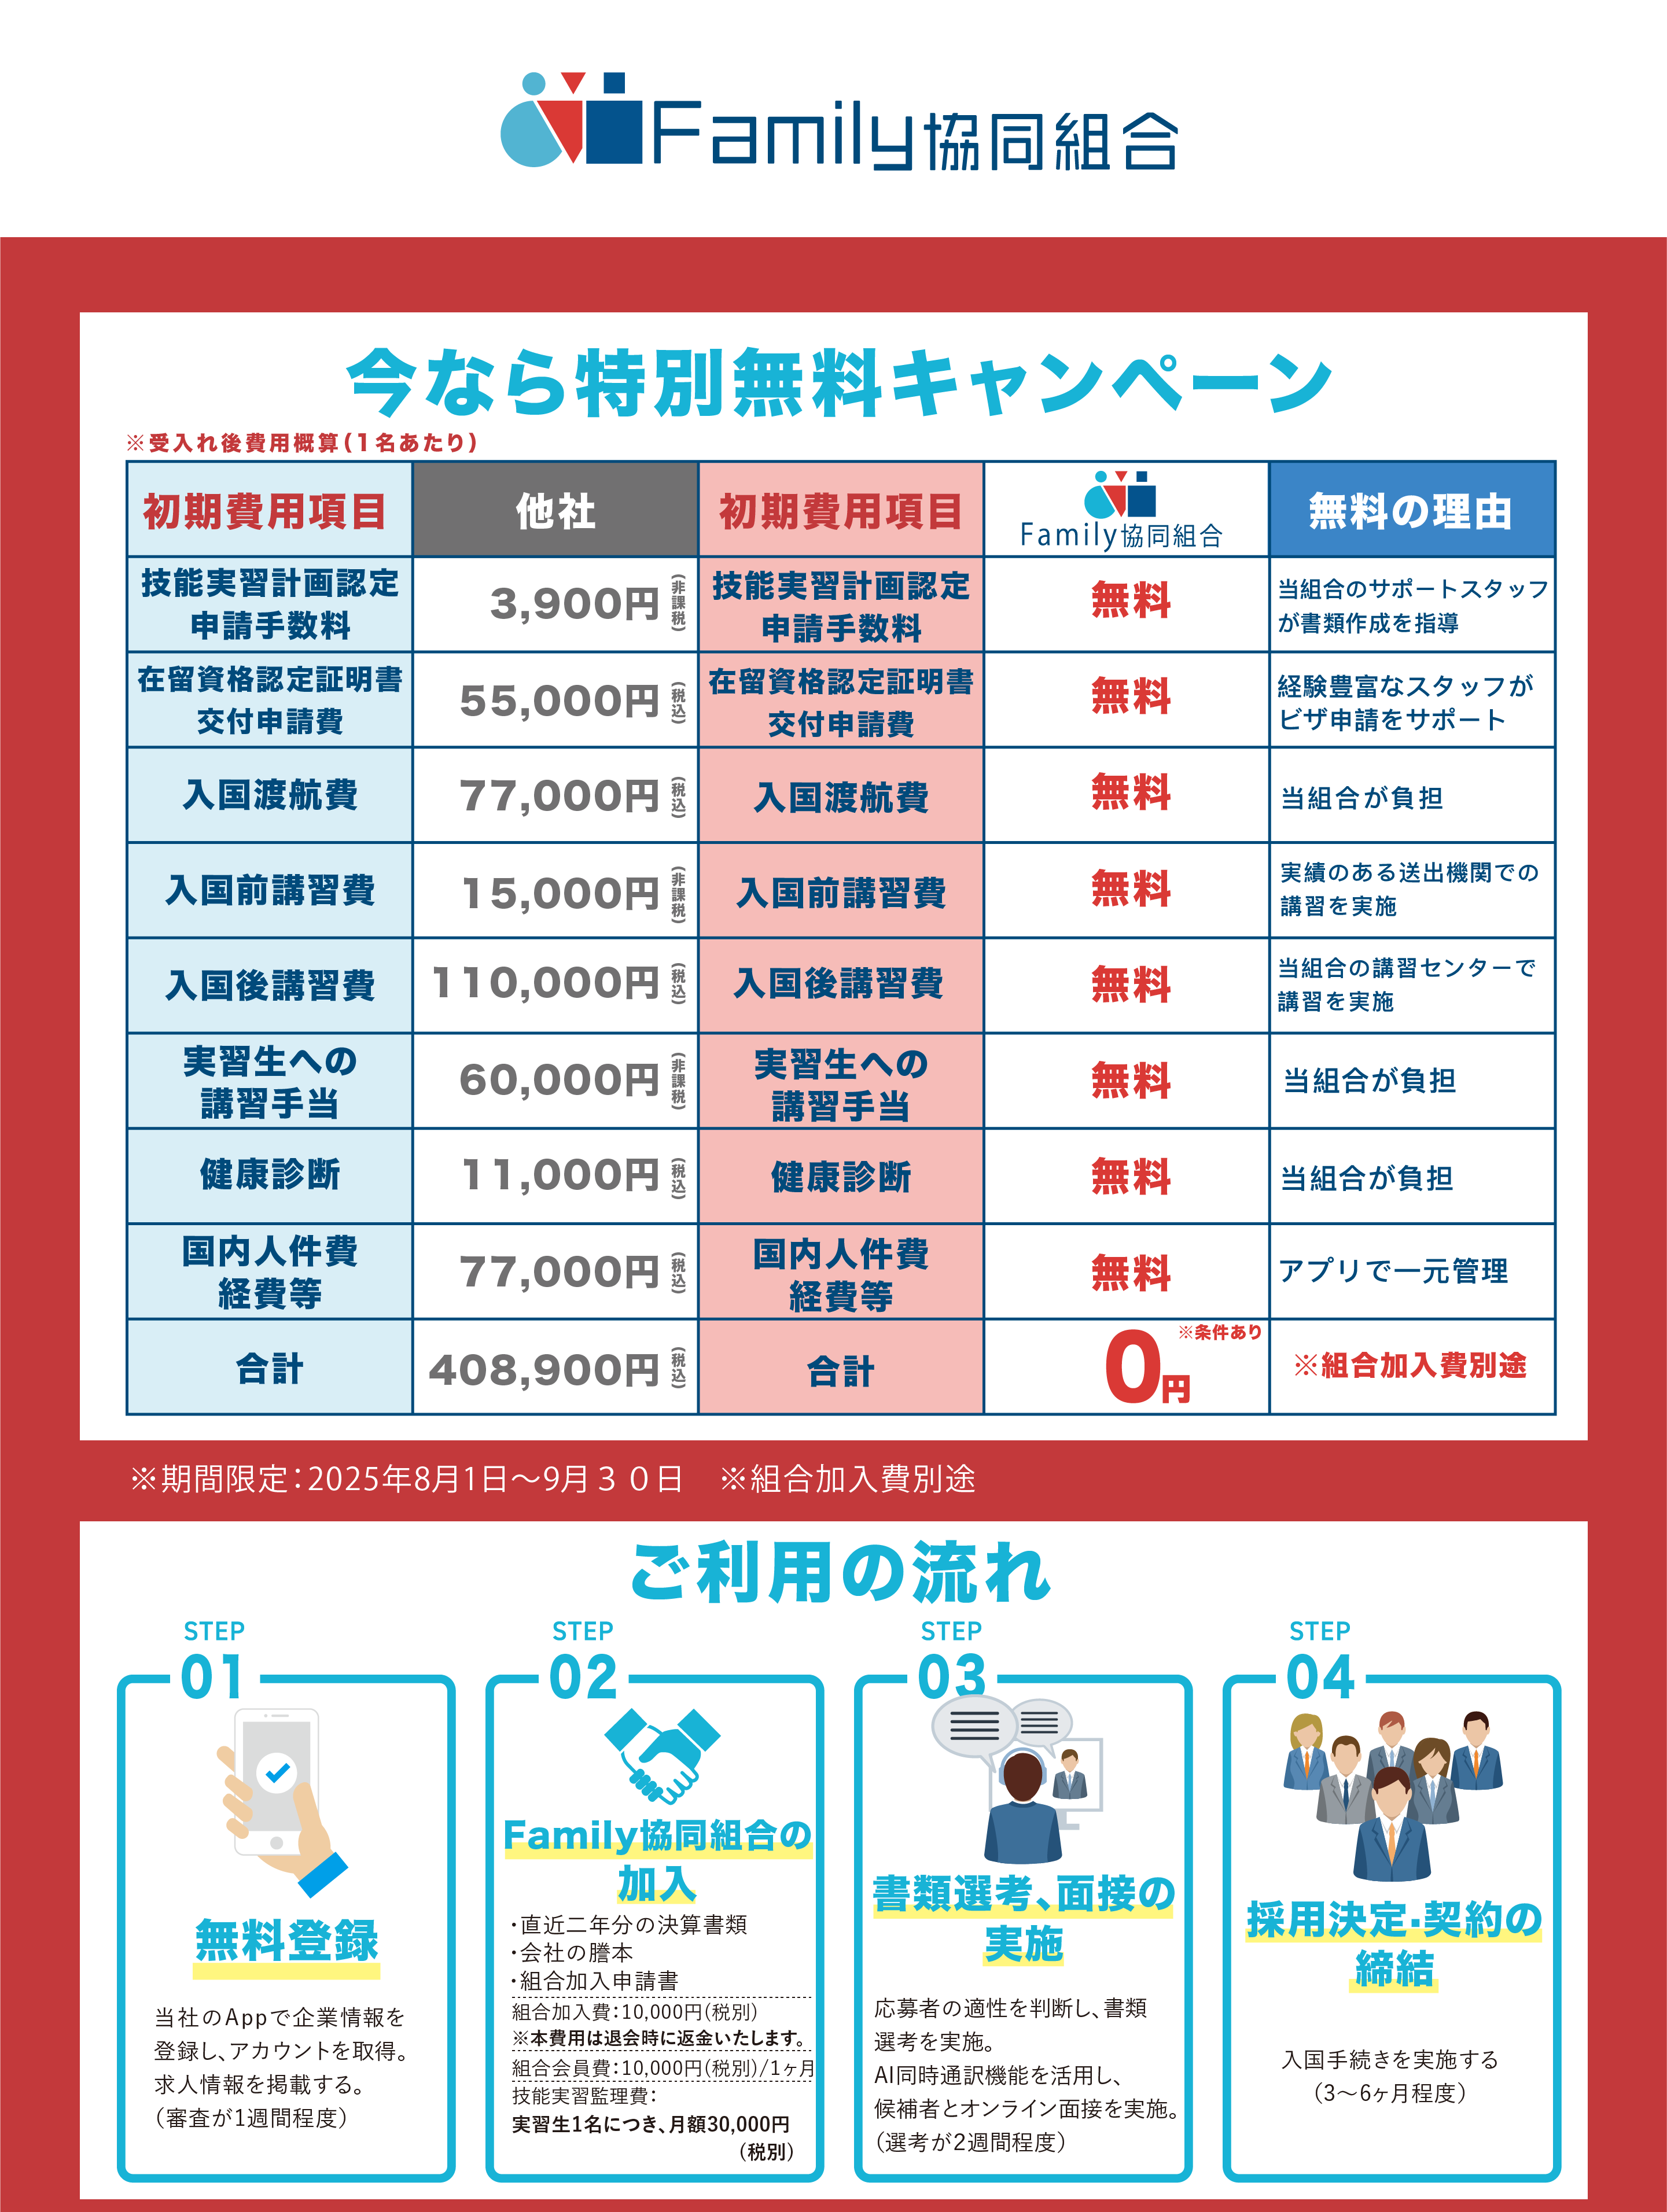 Family協同組合
今なら特別無料キャンペーン
※受入れ後費用概算(1名あたり)
初期費用項目 他社 初期費用項目 Family協同組合 無料の理由
技能実習計画認定
申請手数料
3,900円(非課税)
技能実習計画認定
申請手数料
無料
当組合のサポートスタッフ
が書類作成を指導
在留資格認定証明書
交付申請費
55,000円(税込)
在留資格認定証明書
交付申請費
無料
経験豊富なスタッフが
ビザ申請をサポート
入国渡航費 77,000円(税込) 入国渡航費 無料 当組合が負担
入国前講習費
15,000円(非課税)
入国前講習費
無料
実績のある送出機関での
講習を実施
入国後講習費
110,000円(税込)
入国後講習費
無料
当組合の講習センターで
講習を実施
実習生への
講習手当
60,000円(非課税)
実習生への
講習手当
無料
当組合が負担
健康診断 11,000円(税込) 健康診断 無料 当組合が負担
国内人件費
経費等
77,000円(税込)
国内人件費
経費等
無料
アプリで一元管理
合計 408,900円(税込) 合計 0円 ※条件あり ※組合加入費別途
※期間限定：2025年8月1日〜9月３０日　※組合加入費別途
ご利用の流れ
STEP
01
無料登録
当社のAppで企業情報を
登録し、アカウントを取得。
求人情報を掲載する。
（審査が1週間程度）
STEP
02
Family協同組合の
加入
・直近二年分の決算書類
・会社の謄本
・組合加入申請書
組合加入費：10,000円(税別)
※本費用は退会時に返金いたします。
組合会員費：10,000円(税別)/1ヶ月
技能実習監理費：
実習生1名につき、月額30,000円
（税別）
STEP
03
書類選考、面接の
実施
応募者の適性を判断し、書類
選考を実施。
AI同時通訳機能を活用し、
候補者とオンライン面接を実施。
（選考が2週間程度）
STEP
04
採用決定・契約の
締結
入国手続きを実施する
（3〜6ヶ月程度）